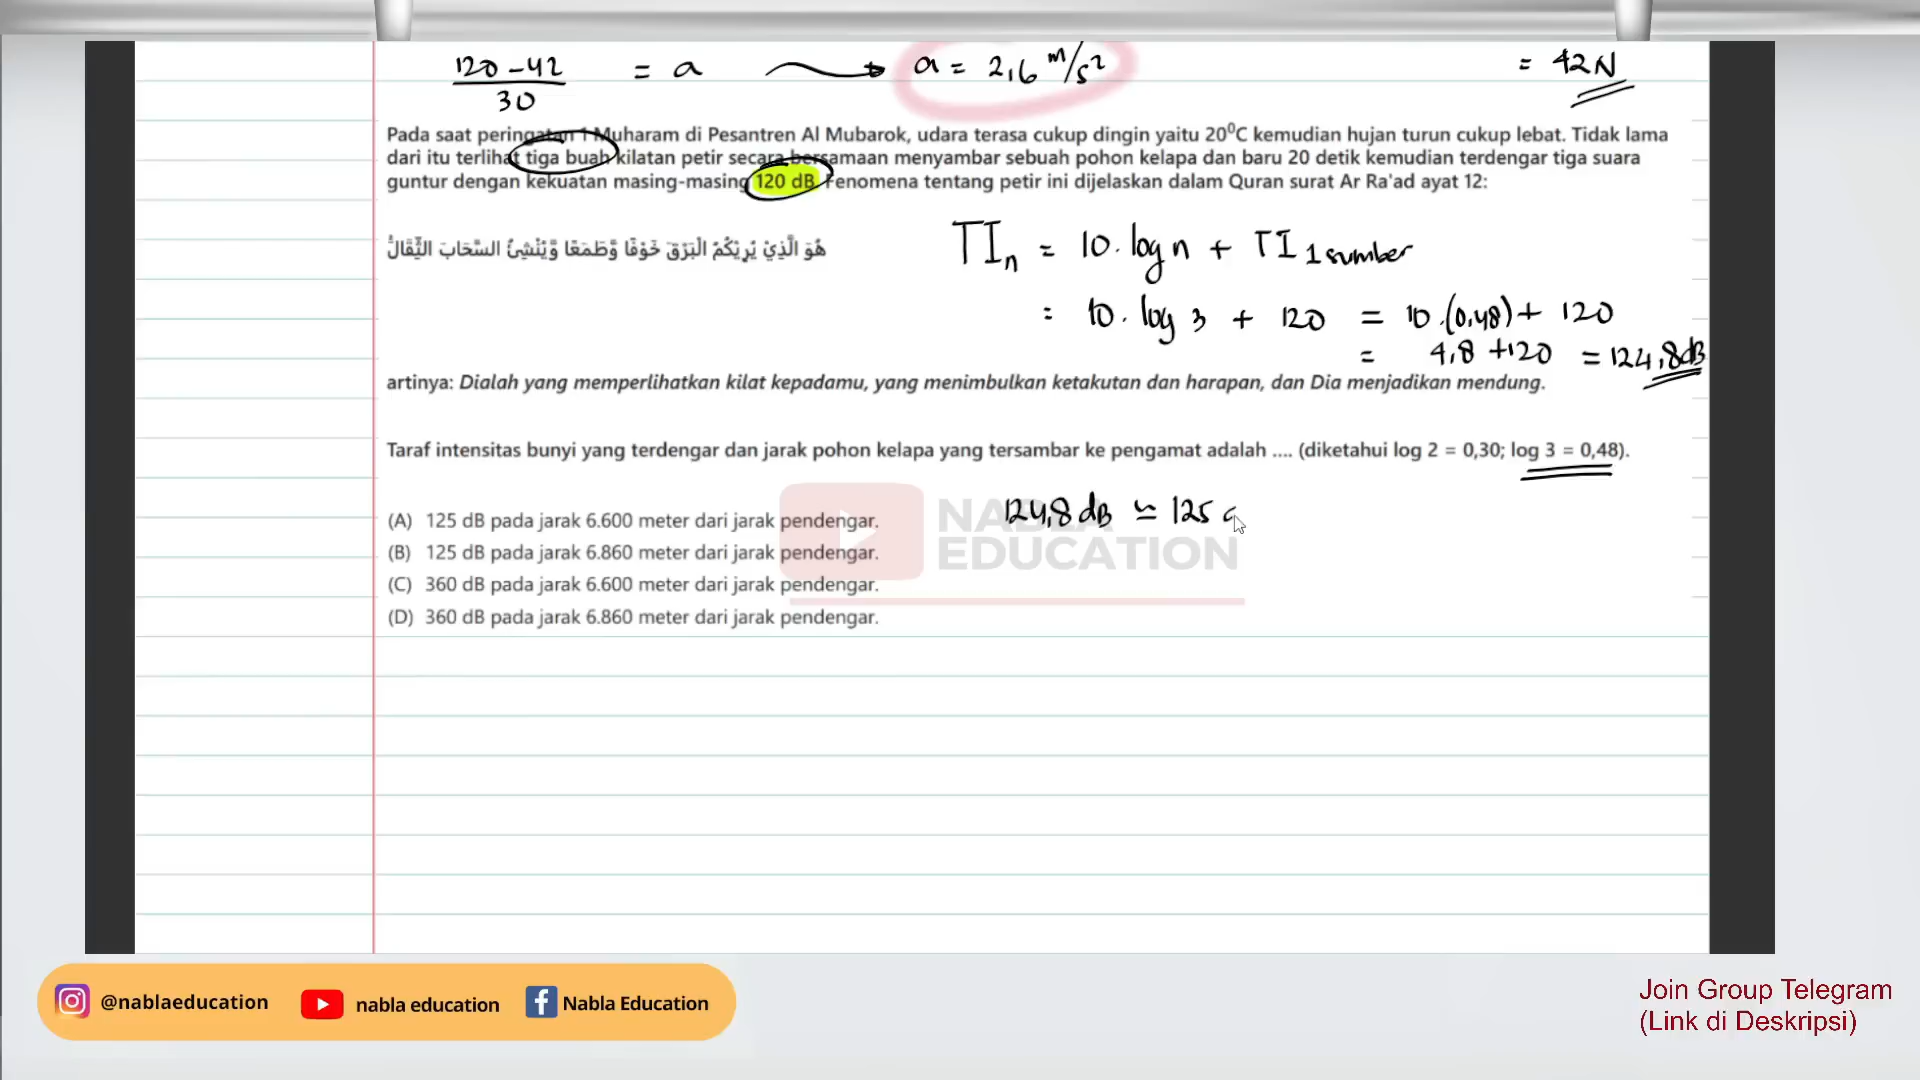 120 - 42 / 30 = a → a = 2,6 m/s²
= 42N
Pada saat peringatan 1 Muharam di Pesantren Al Mubarok, udara terasa cukup dingin yaitu 20⁰C kemudian hujan turun cukup lebat. Tidak lama
dari itu terlihat tiga buah kilatan petir secara bersamaan menyambar sebuah pohon kelapa dan baru 20 detik kemudian terdengar tiga suara
guntur dengan kekuatan masing-masing 120 dB. Fenomena tentang petir ini dijelaskan dalam Quran surat Ar Ra'ad ayat 12:
هُوَ الَّذِيْ يُرِيْكُمُ الْبَرْقَ خَوْفًا وَّطَمَعًا وَّيُنْشِئُ السَّحَابَ الثِّقَالَۚ
TIn = 10. log n + TI 1 sumber
= 10. log 3 + 120 = 10.(0,48) + 120
= 4,8 +120 = 124,8dB
artinya: Dialah yang memperlihatkan kilat kepadamu, yang menimbulkan ketakutan dan harapan, dan Dia menjadikan mendung.
Taraf intensitas bunyi yang terdengar dan jarak pohon kelapa yang tersambar ke pengamat adalah .... (diketahui log 2 = 0,30; log 3 = 0,48).
124,8 dB ≃ 125
(A) 125 dB pada jarak 6.600 meter dari jarak pendengar.
(B) 125 dB pada jarak 6.860 meter dari jarak pendengar.
(C) 360 dB pada jarak 6.600 meter dari jarak pendengar.
(D) 360 dB pada jarak 6.860 meter dari jarak pendengar.
NABLA
EDUCATION
@nablaeducation
nabla education
Nabla Education
Join Group Telegram
(Link di Deskripsi)